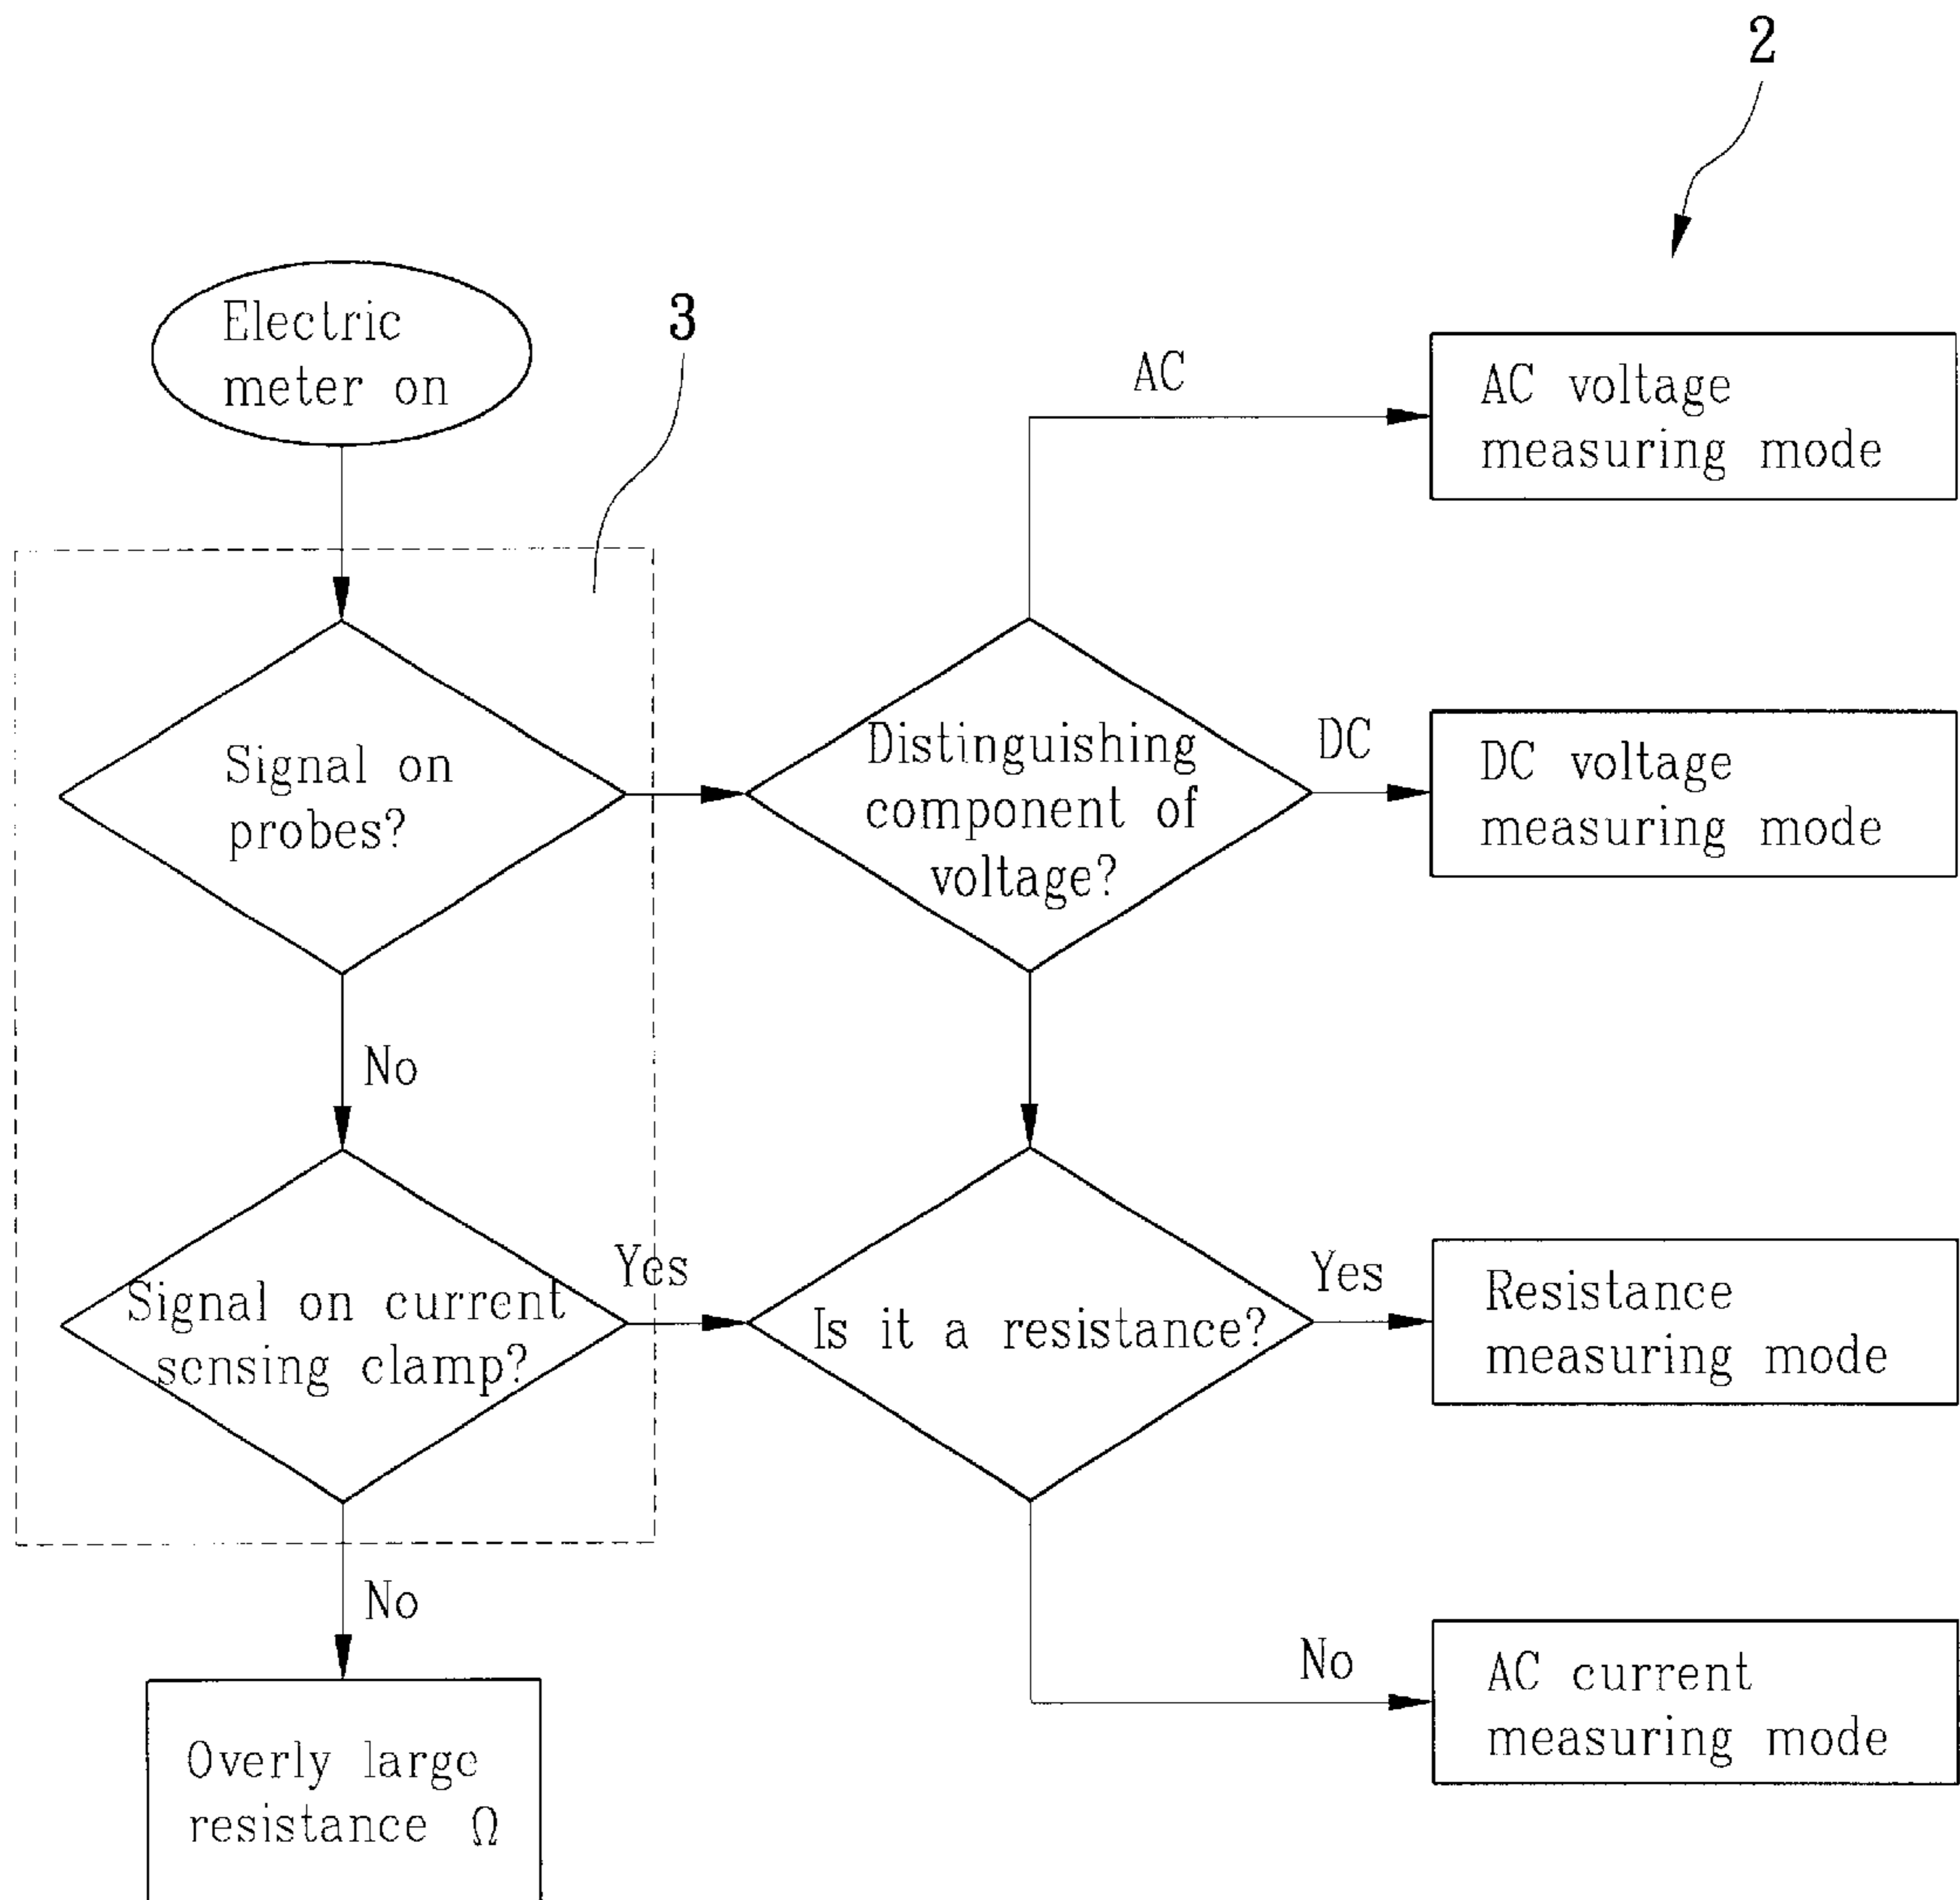 2
Electric
meter on
3
AC
AC voltage
measuring mode
Signal on
probes?
Distinguishing
component of
voltage?
DC
DC voltage
measuring mode
No
Signal on current
sensing clamp?
Yes
Is it a resistance?
Yes
Resistance
measuring mode
No
Overly large
resistance Ω
No
AC current
measuring mode